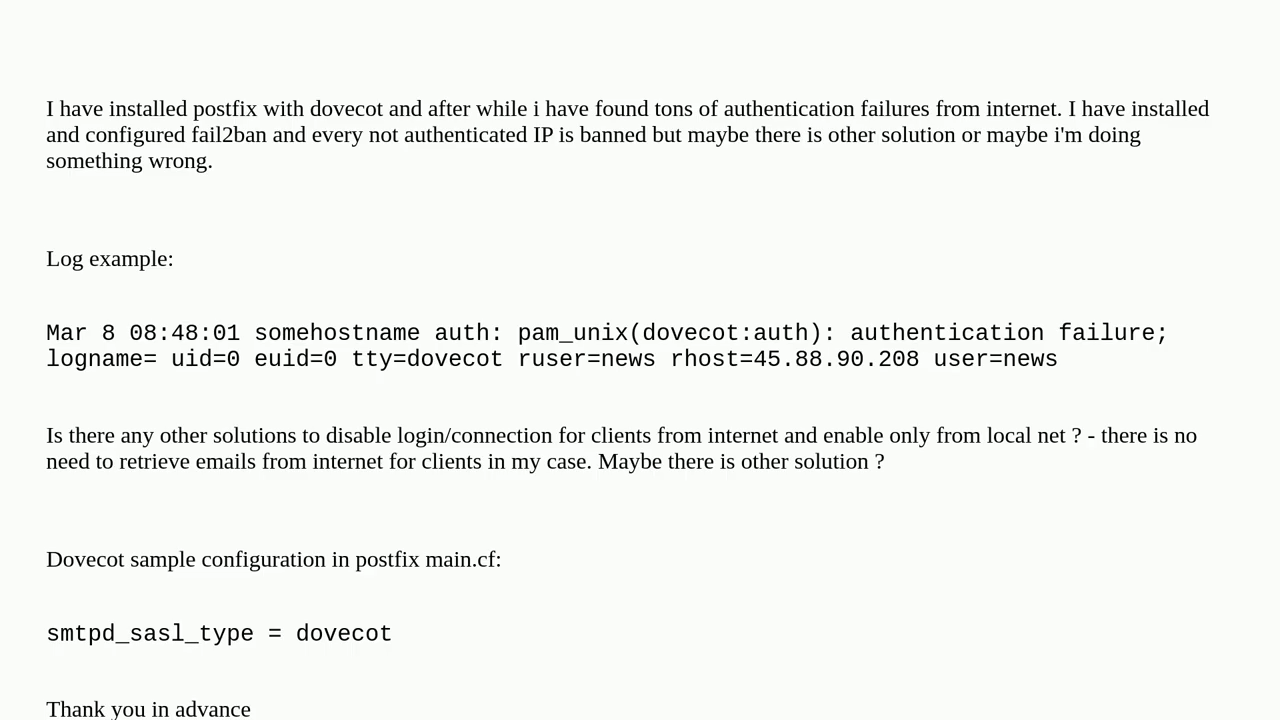 I have installed postfix with dovecot and after while i have found tons of authentication failures from internet. I have installed
and configured fail2ban and every not authenticated IP is banned but maybe there is other solution or maybe i'm doing
something wrong.
Log example:
Mar 8 08:48:01 somehostname auth: pam_unix(dovecot:auth): authentication failure;
logname= uid=0 euid=0 tty=dovecot ruser=news rhost=45.88.90.208 user=news
Is there any other solutions to disable login/connection for clients from internet and enable only from local net ? - there is no
need to retrieve emails from internet for clients in my case. Maybe there is other solution ?
Dovecot sample configuration in postfix main.cf:
smtpd_sasl_type = dovecot
Thank you in advance